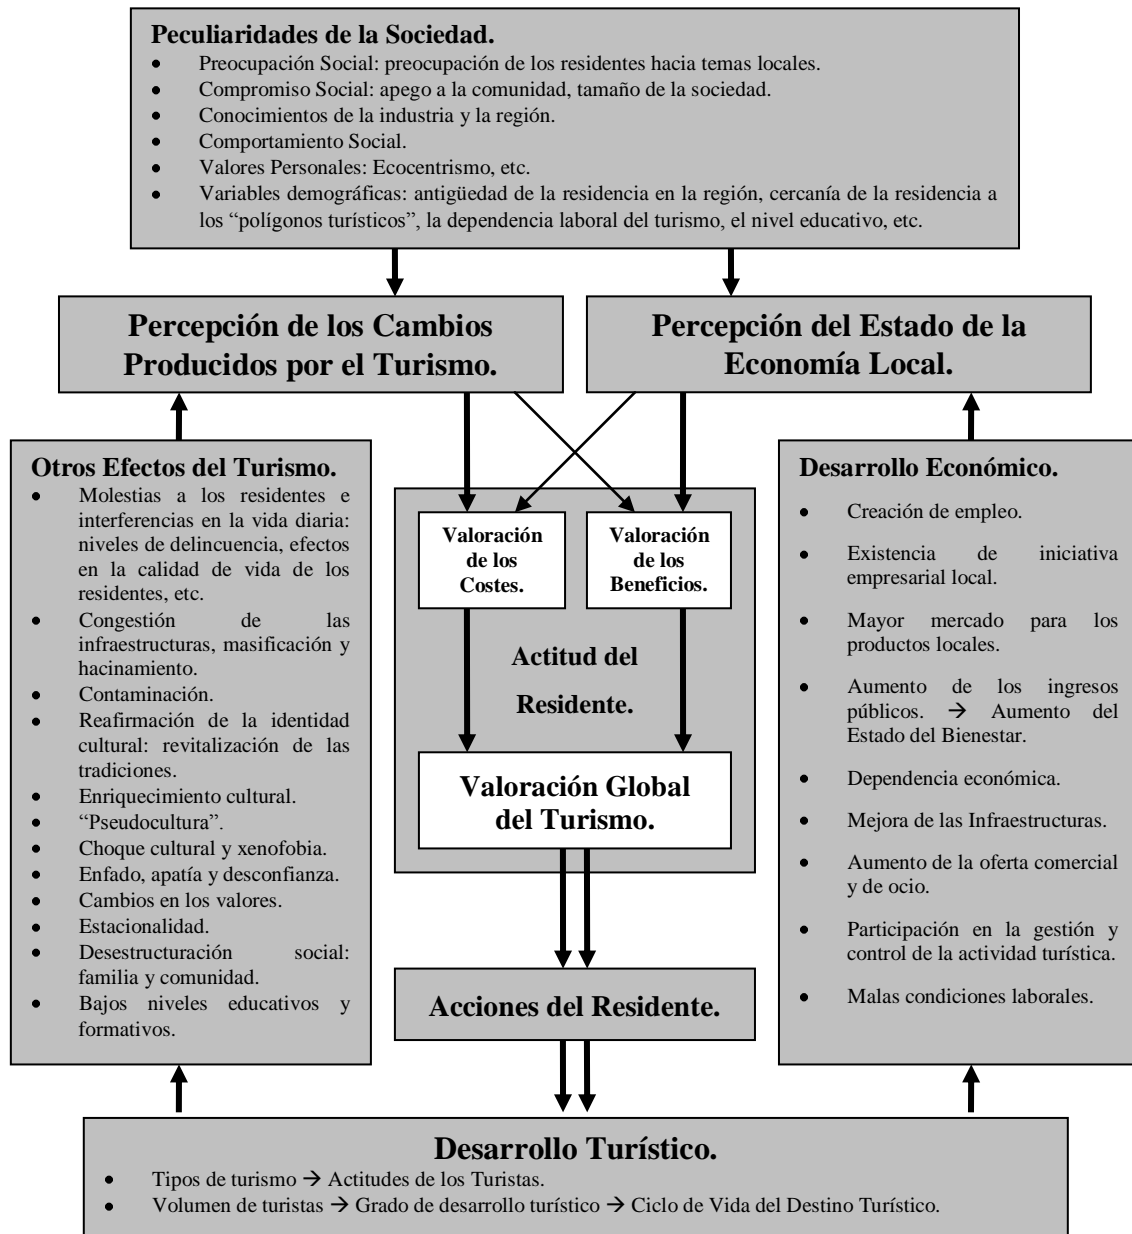 Peculiaridades de la Sociedad.
• Preocupación Social: preocupación de los residentes hacia temas locales.
• Compromiso Social: apego a la comunidad, tamaño de la sociedad.
• Conocimientos de la industria y la región.
• Comportamiento Social.
• Valores Personales: Ecocentrismo, etc.
• Variables demográficas: antigüedad de la residencia en la región, cercanía de la residencia a
los “polígonos turísticos”, la dependencia laboral del turismo, el nivel educativo, etc.
Percepción de los Cambios
Producidos por el Turismo.
Percepción del Estado de la
Economía Local.
Otros Efectos del Turismo.
• Molestias a los residentes e
interferencias en la vida diaria:
niveles de delincuencia, efectos
en la calidad de vida de los
residentes, etc.
• Congestión de las
infraestructuras, masificación y
hacinamiento.
• Contaminación.
• Reafirmación de la identidad
cultural: revitalización de las
tradiciones.
• Enriquecimiento cultural.
• “Pseudocultura”.
• Choque cultural y xenofobia.
• Enfado, apatía y desconfianza.
• Cambios en los valores.
• Estacionalidad.
• Desestructuración social:
familia y comunidad.
• Bajos niveles educativos y
formativos.
Valoración
de los
Costes.
Valoración
de los
Beneficios.
Actitud del
Residente.
Valoración Global
del Turismo.
Acciones del Residente.
Desarrollo Económico.
• Creación de empleo.
• Existencia de iniciativa
empresarial local.
• Mayor mercado para los
productos locales.
• Aumento de los ingresos
públicos. → Aumento del
Estado del Bienestar.
• Dependencia económica.
• Mejora de las Infraestructuras.
• Aumento de la oferta comercial
y de ocio.
• Participación en la gestión y
control de la actividad turística.
• Malas condiciones laborales.
Desarrollo Turístico.
• Tipos de turismo → Actitudes de los Turistas.
• Volumen de turistas → Grado de desarrollo turístico → Ciclo de Vida del Destino Turístico.